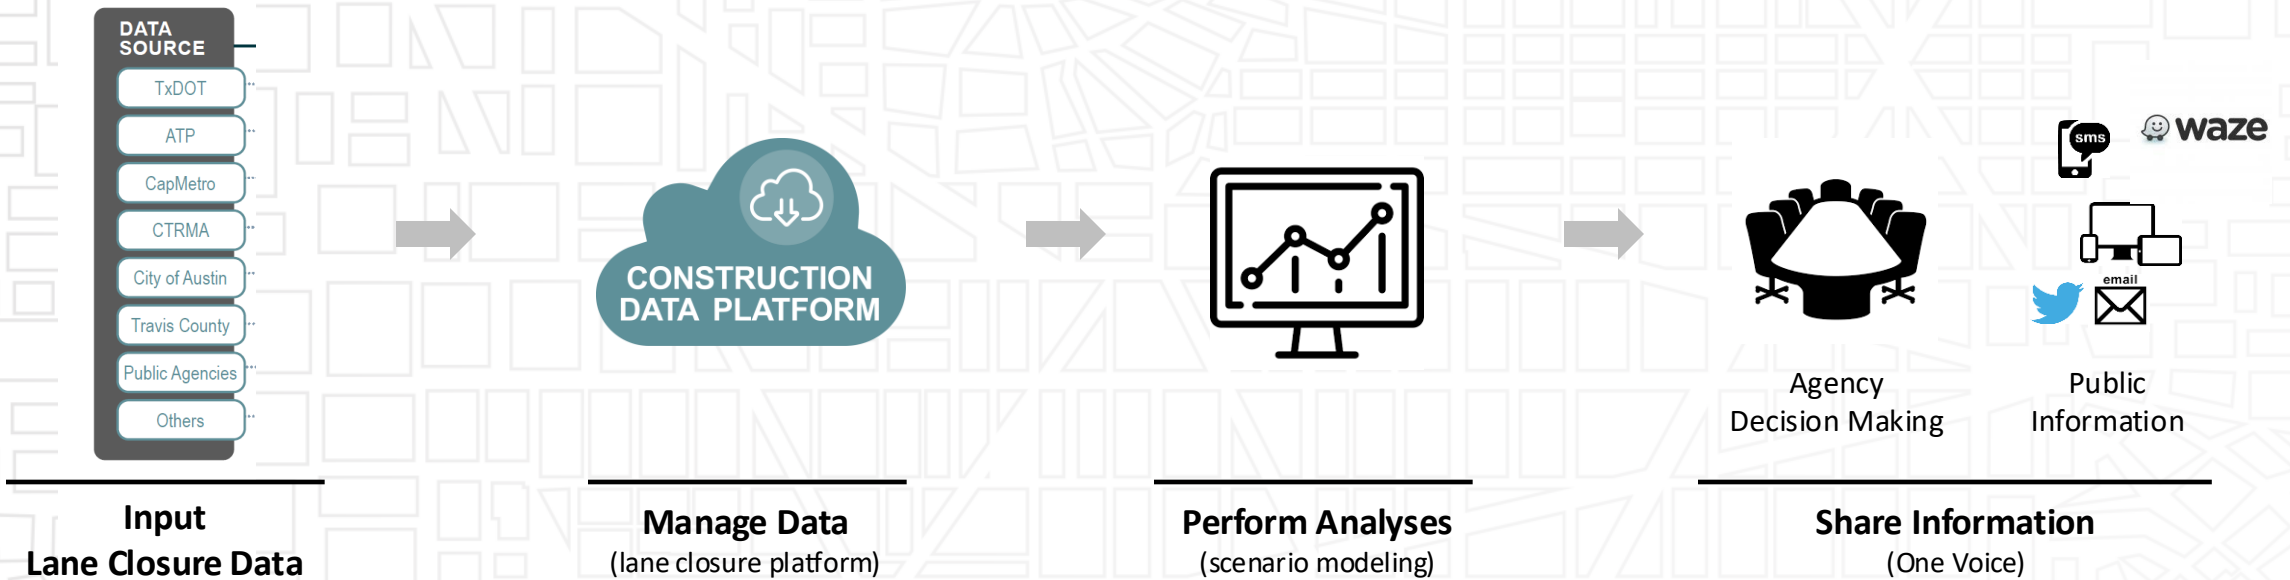 DATA
SOURCE
TxDOT
ATP
CapMetro
CTRMA
City of Austin
Travis County
Public Agencies
Others
Input
Lane Closure Data
CONSTRUCTION
DATA PLATFORM
Manage Data
(lane closure platform)
Perform Analyses
(scenario modeling)
Agency
Decision Making
sms
waze
email
Public
Information
Share Information
(One Voice)